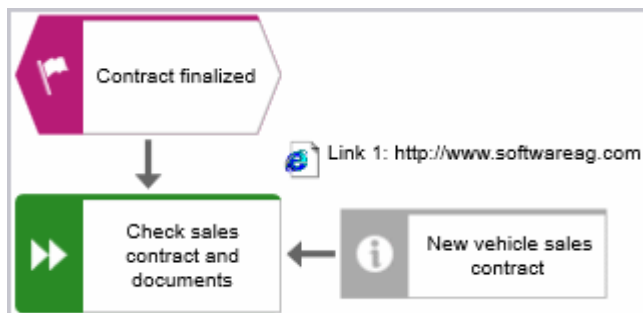 Contract finalized
Link 1: http://www.softwareag.com
Check sales
contract and
documents
New vehicle sales
contract